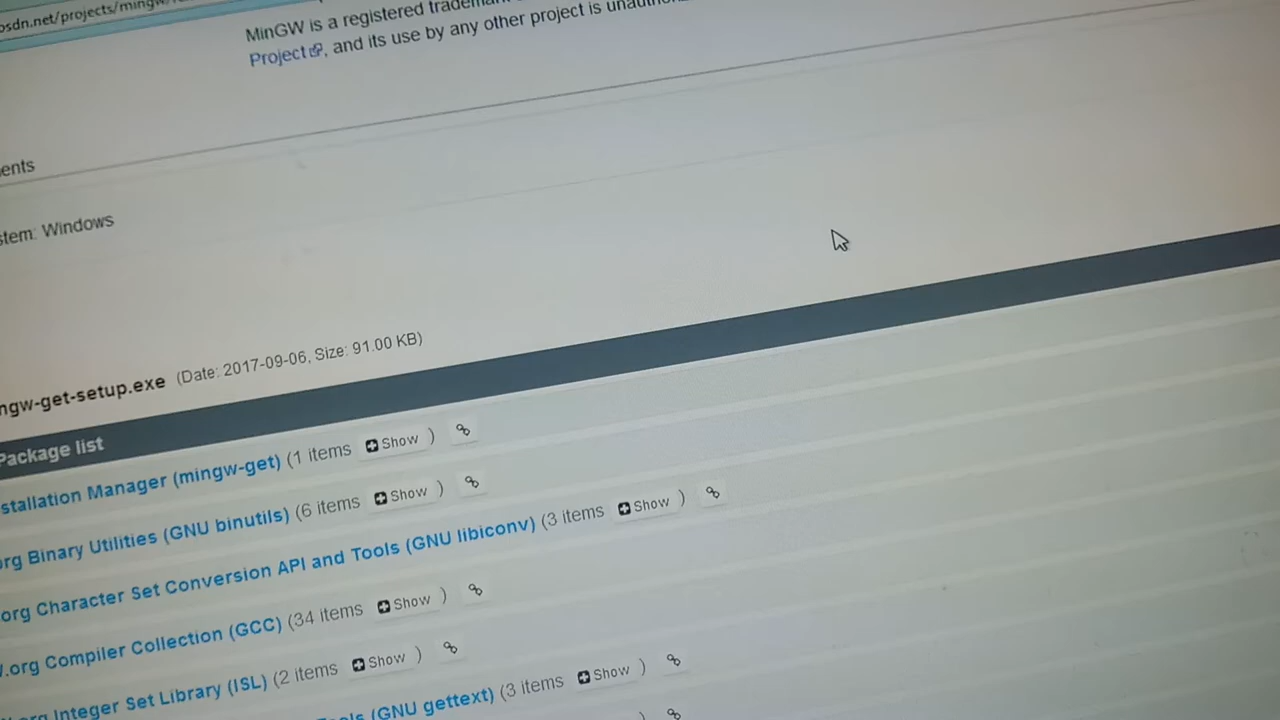 osdn.net/projects/mingw/
MinGW is a registered
Project, and its use by any other project is
ents
stem: Windows
ngw-get-setup.exe (Date: 2017-09-06, Size: 91.00 KB)
Package list
stallation Manager (mingw-get) (1 items Show )
org Binary Utilities (GNU binutils) (6 items Show )
org Character Set Conversion API and Tools (GNU libiconv) (3 items Show )
.org Compiler Collection (GCC) (34 items Show )
org Integer Set Library (ISL) (2 items Show )
ols (GNU gettext) (3 items Show )
)